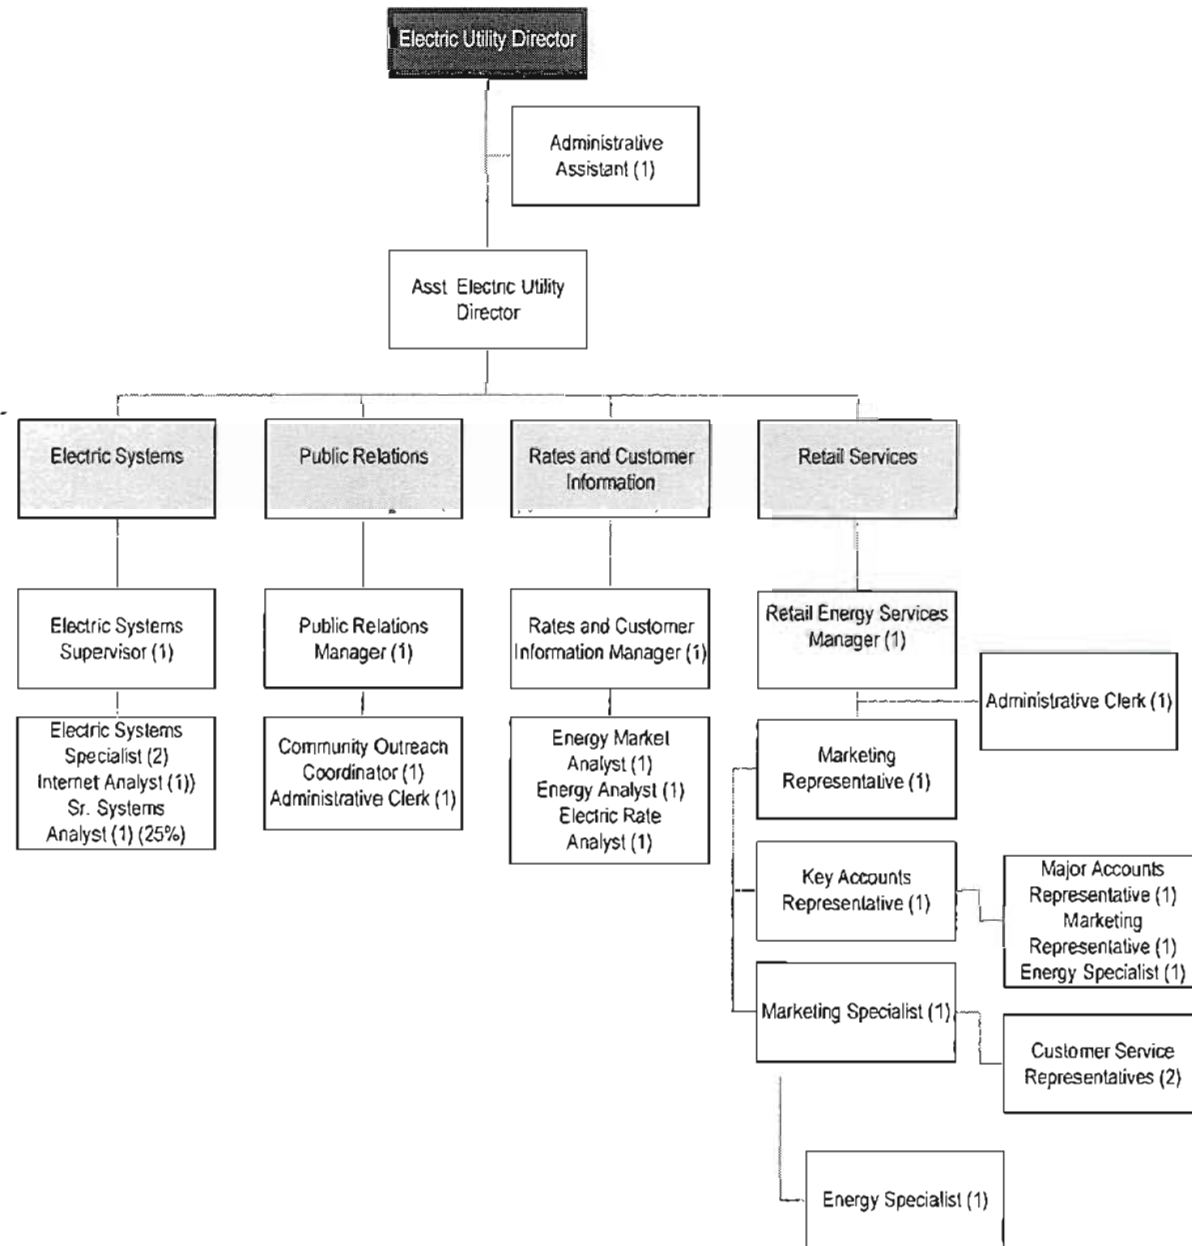 Electric Utility Director
Administrative
Assistant (1)
Asst Electric Utility
Director
Electric Systems
Public Relations
Rates and Customer
Information
Retail Services
Electric Systems
Supervisor (1)
Public Relations
Manager (1)
Rates and Customer
Information Manager (1)
Retail Energy Services
Manager (1)
Administrative Clerk (1)
Electric Systems
Specialist (2)
Internet Analyst (1))
Sr. Systems
Analyst (1) (25%)
Community Outreach
Coordinator (1)
Administrative Clerk (1)
Energy Market
Analyst (1)
Energy Analyst (1)
Electric Rate
Analyst (1)
Marketing
Representative (1)
Key Accounts
Representative (1)
Major Accounts
Representative (1)
Marketing
Representative (1)
Energy Specialist (1)
Marketing Specialist (1)
Customer Service
Representatives (2)
Energy Specialist (1)